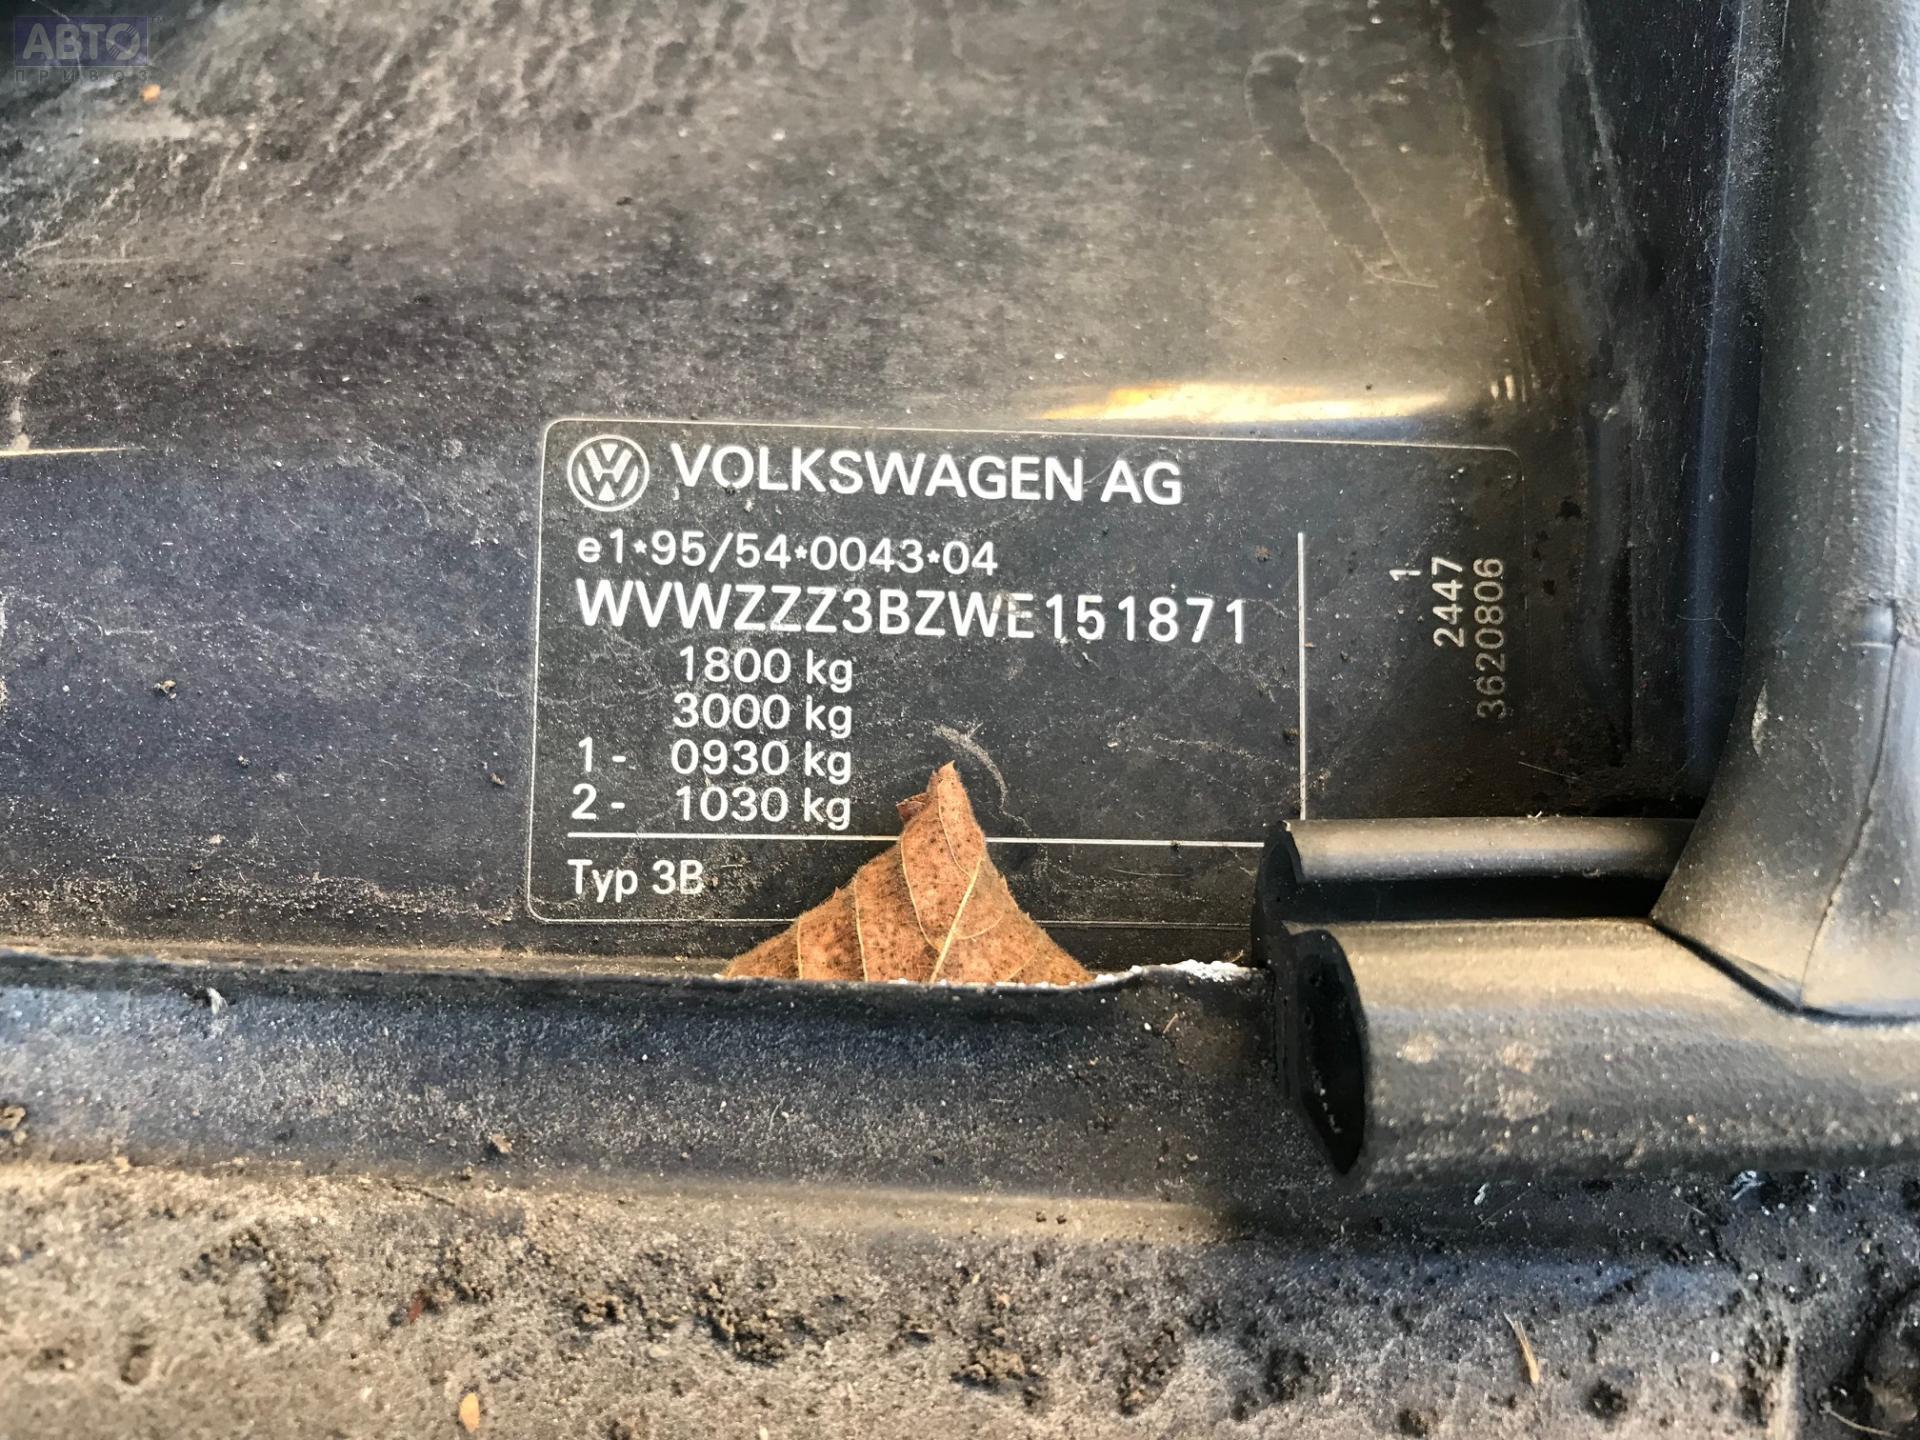 АВТО
ПРИВОЗ
VOLKSWAGEN AG
e1*95/54*0043*04
WVWZZZ3BZWE151871
1800 kg
3000 kg
1- 0930 kg
2- 1030 kg
Typ 3B
1
2447
3620806